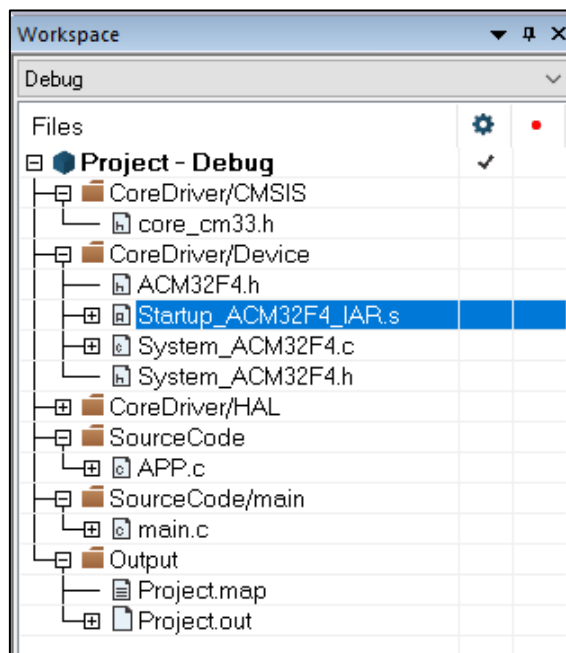 Workspace
Debug
Files
Project - Debug
CoreDriver/CMSIS
core_cm33.h
CoreDriver/Device
ACM32F4.h
Startup_ACM32F4_IAR.s
System_ACM32F4.c
System_ACM32F4.h
CoreDriver/HAL
SourceCode
APP.c
SourceCode/main
main.c
Output
Project.map
Project.out